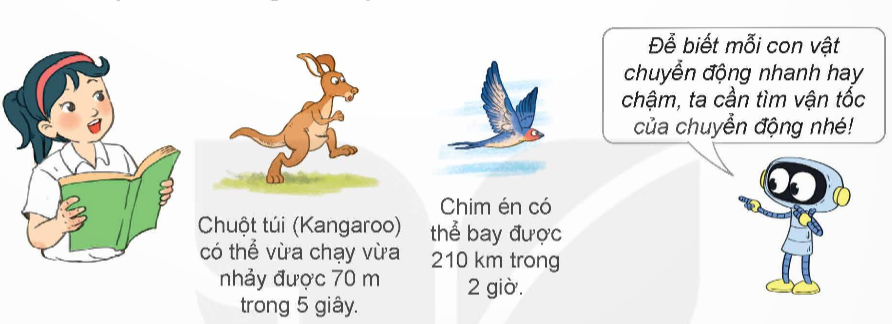 Chuột túi (Kangaroo)
có thể vừa chạy vừa
nhảy được 70 m
trong 5 giây.
Chim én có
thể bay được
210 km trong
2 giờ.
Để biết mỗi con vật
chuyển động nhanh hay
chậm, ta cần tìm vận tốc
của chuyển động nhé!